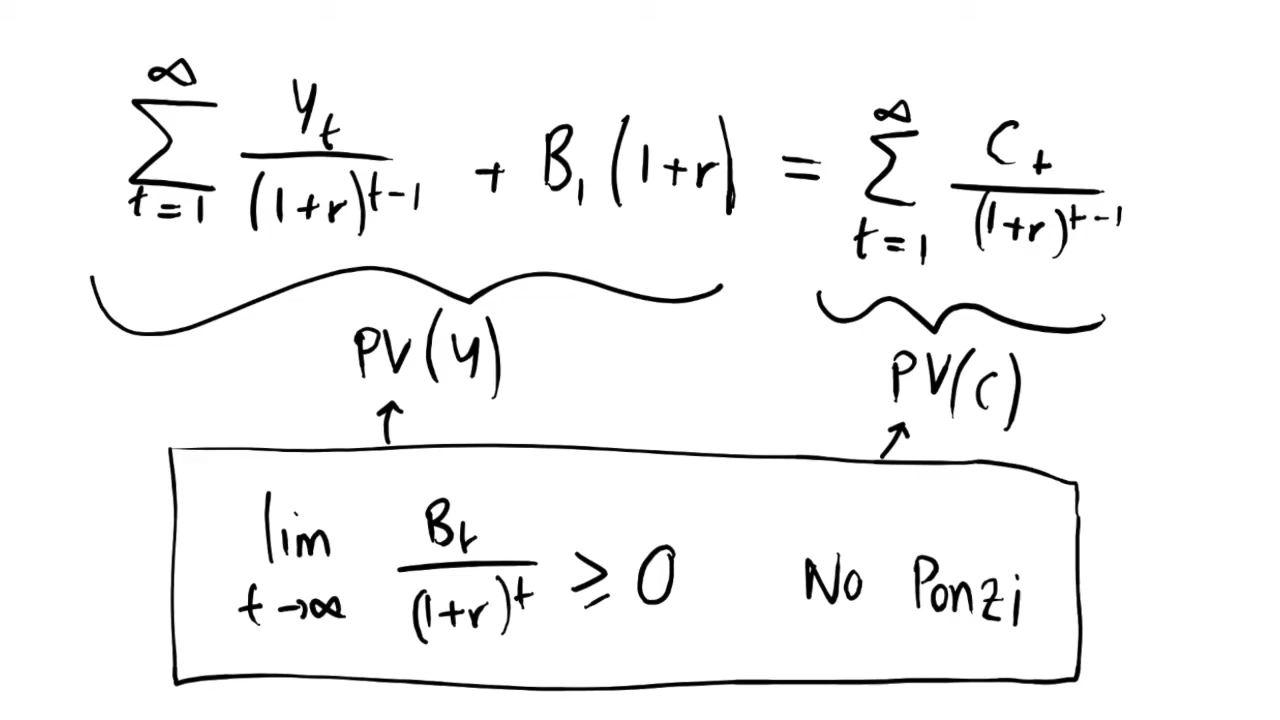 ∑_{t=1}^{∞} Y_t/(1+r)^{t-1} + B_1(1+r) = ∑_{t=1}^{∞} C_t/(1+r)^{t-1}
PV(Y) PV(C)
lim_{t→∞} B_t/(1+r)^t ≥ 0 No Ponzi